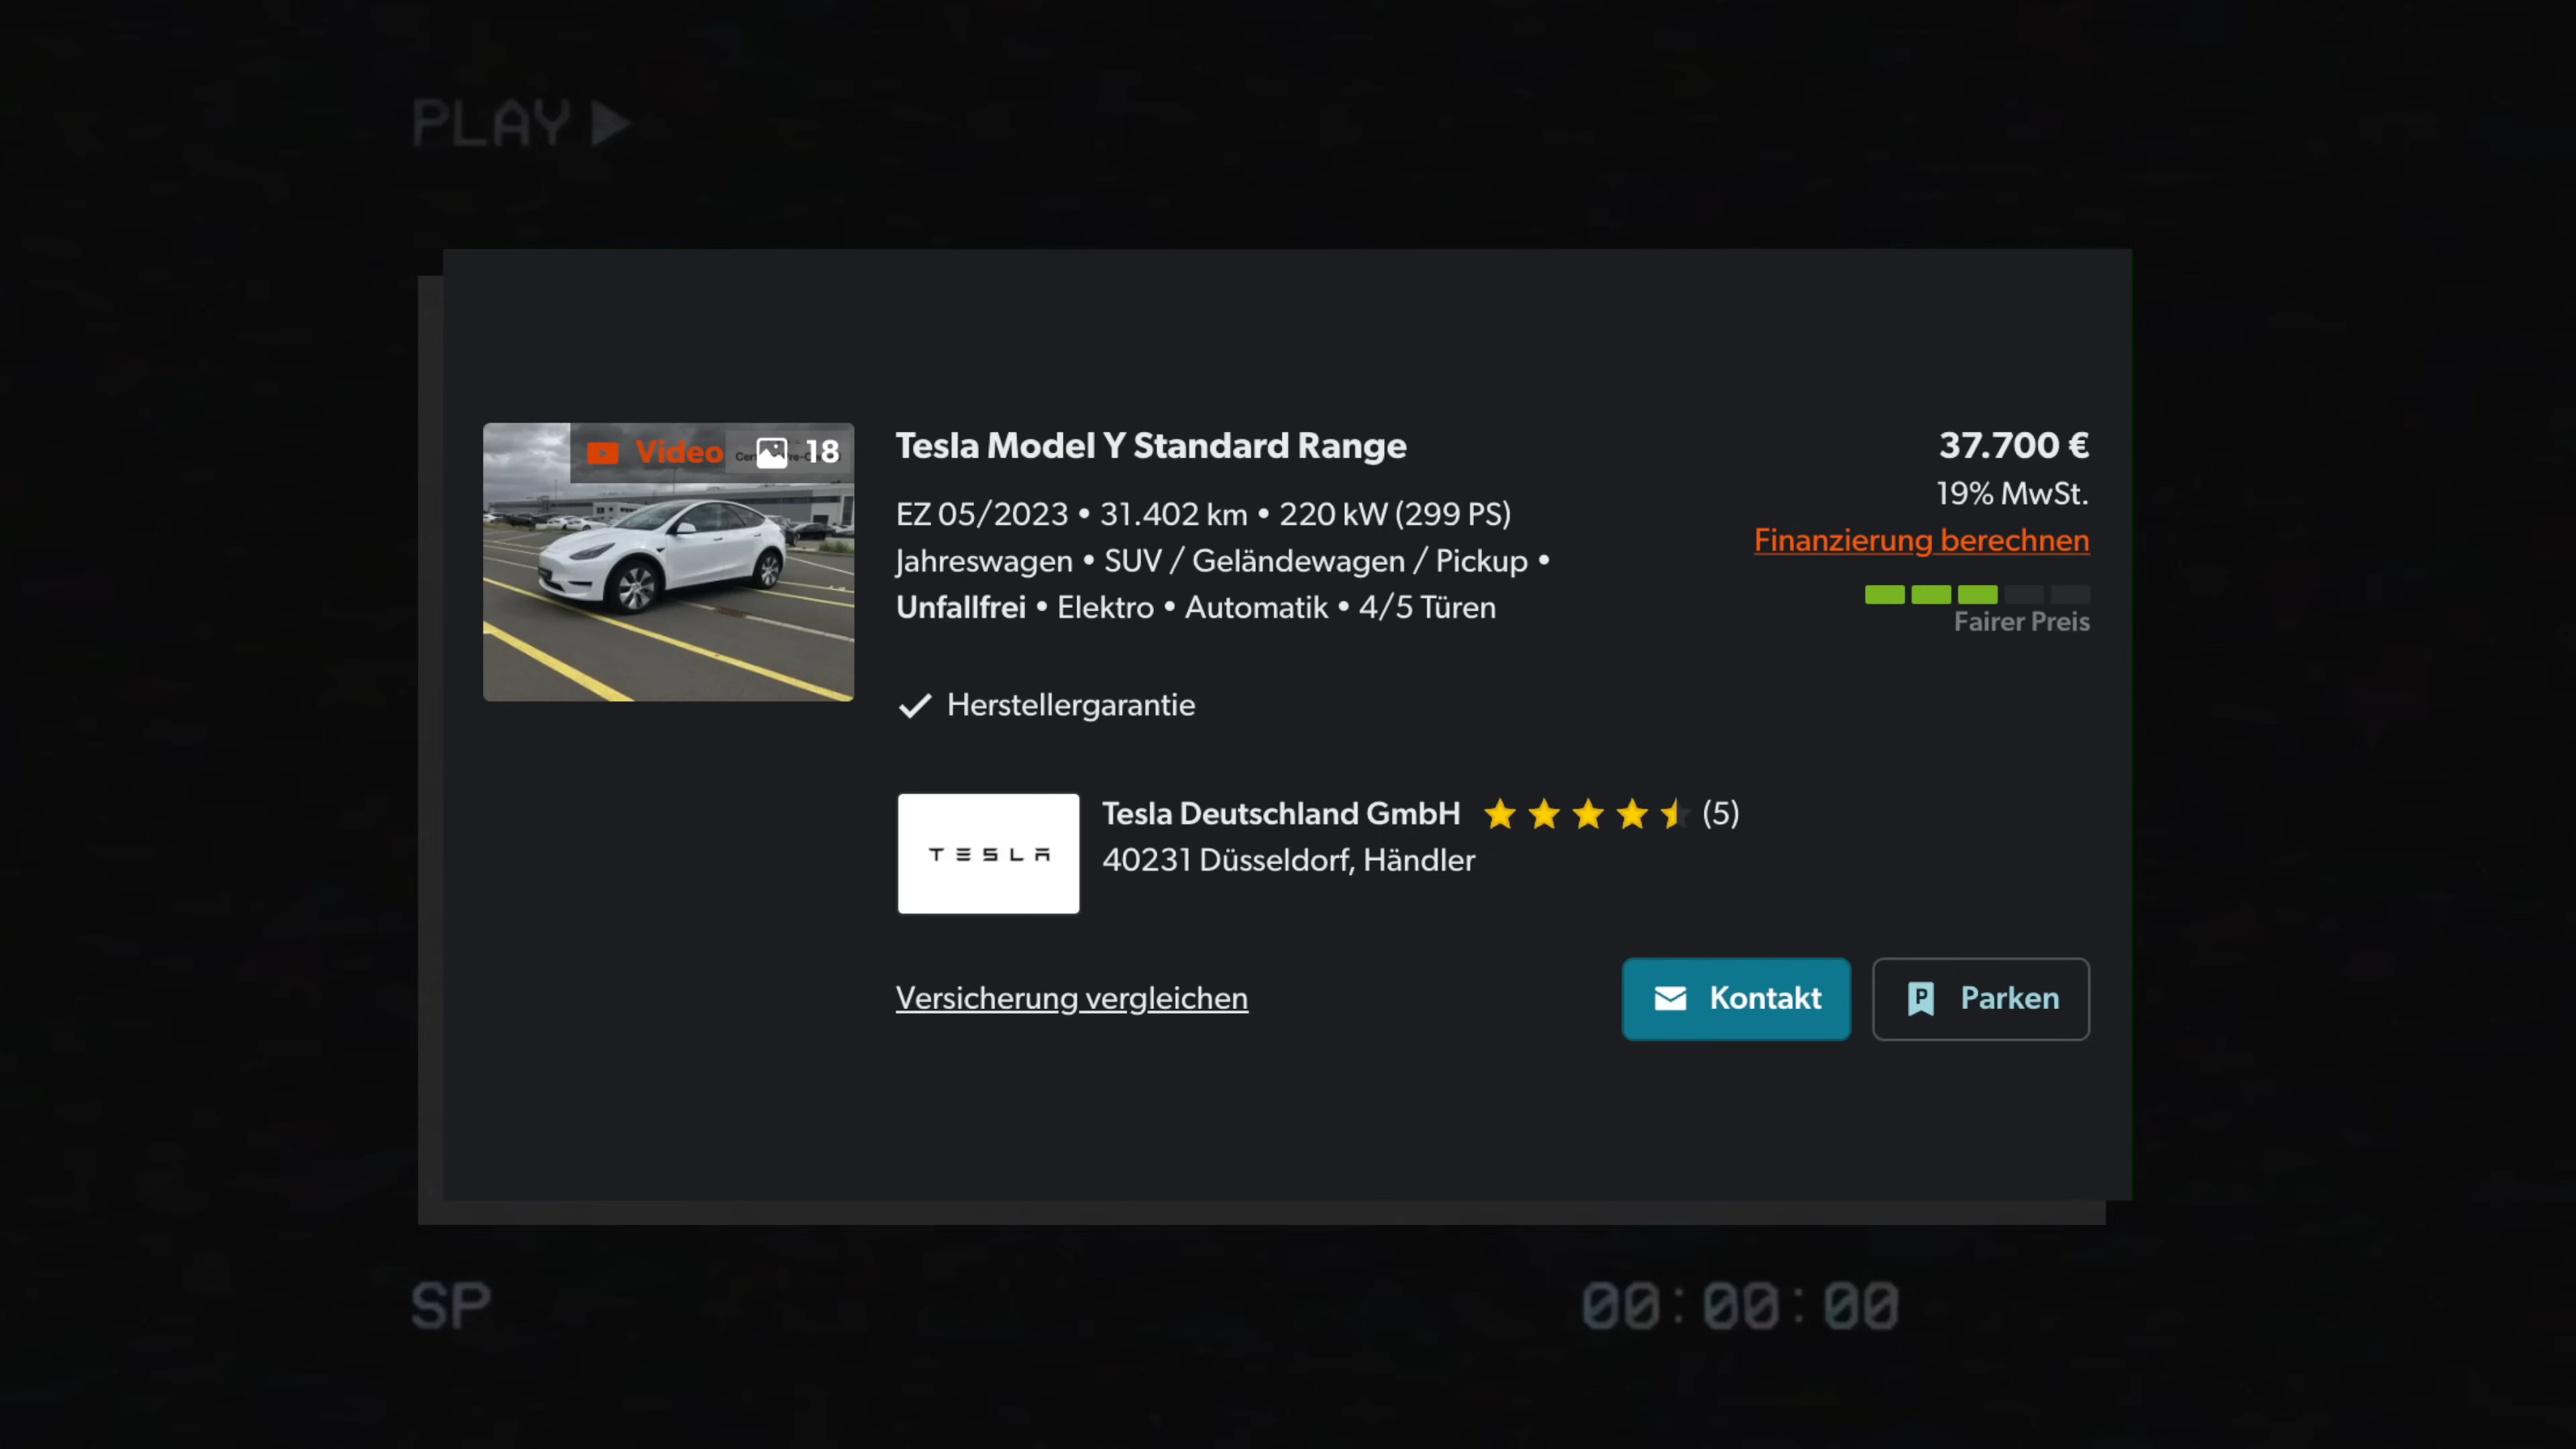 PLAY
Video
18
Tesla Model Y Standard Range
37.700 €
EZ 05/2023 • 31.402 km • 220 kW (299 PS)
19% MwSt.
Jahreswagen • SUV / Geländewagen / Pickup •
Finanzierung berechnen
Unfallfrei • Elektro • Automatik • 4/5 Türen
Fairer Preis
Herstellergarantie
TESLA
Tesla Deutschland GmbH
(5)
40231 Düsseldorf, Händler
Versicherung vergleichen
Kontakt
P
Parken
SP
00:00:00